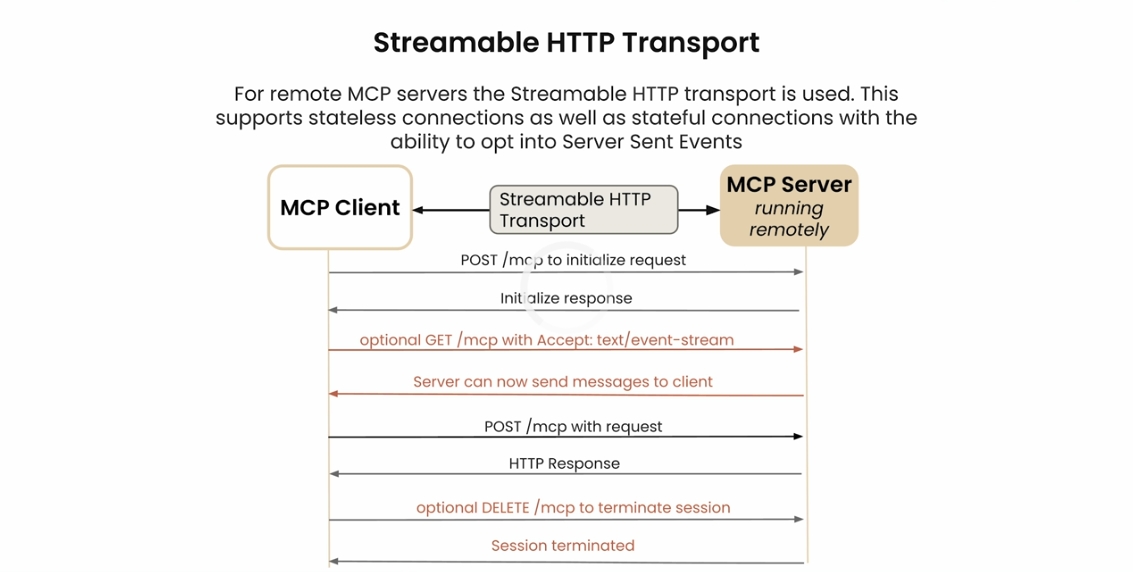 Streamable HTTP Transport
For remote MCP servers the Streamable HTTP transport is used. This
supports stateless connections as well as stateful connections with the
ability to opt into Server Sent Events
MCP Client
Streamable HTTP
Transport
MCP Server
running
remotely
POST /mcp to initialize request
Initialize response
optional GET /mcp with Accept: text/event-stream
Server can now send messages to client
POST /mcp with request
HTTP Response
optional DELETE /mcp to terminate session
Session terminated